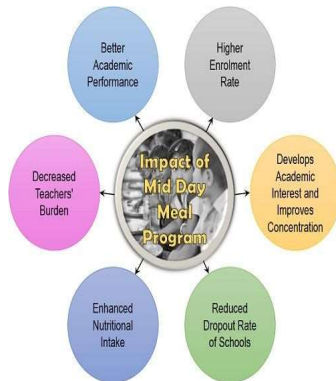 Better
Academic
Performance
Higher
Enrolment
Rate
Decreased
Teachers'
Burden
Impact of
Mid Day
Meal
Program
Develops
Academic
Interest and
Improves
Concentration
Enhanced
Nutritional
Intake
Reduced
Dropout Rate
of Schools